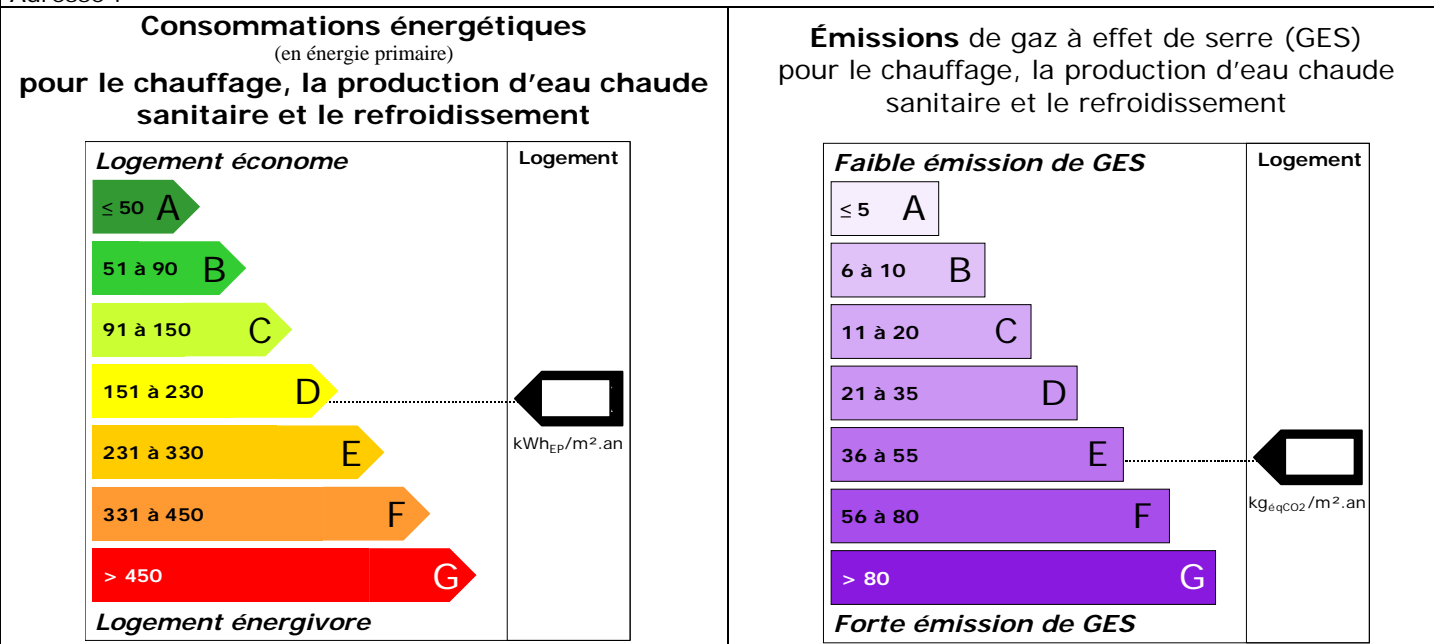 Consommations énergétiques
(en énergie primaire)
pour le chauffage, la production d'eau chaude
sanitaire et le refroidissement
Logement économe
Logement
≤ 50 A
51 à 90 B
91 à 150 C
151 à 230 D
kWhEP/m².an
231 à 330 E
331 à 450 F
> 450 G
Logement énergivore
Émissions de gaz à effet de serre (GES)
pour le chauffage, la production d'eau chaude
sanitaire et le refroidissement
Faible émission de GES
Logement
≤ 5 A
6 à 10 B
11 à 20 C
21 à 35 D
36 à 55 E
kgéqCO2/m².an
56 à 80 F
> 80 G
Forte émission de GES